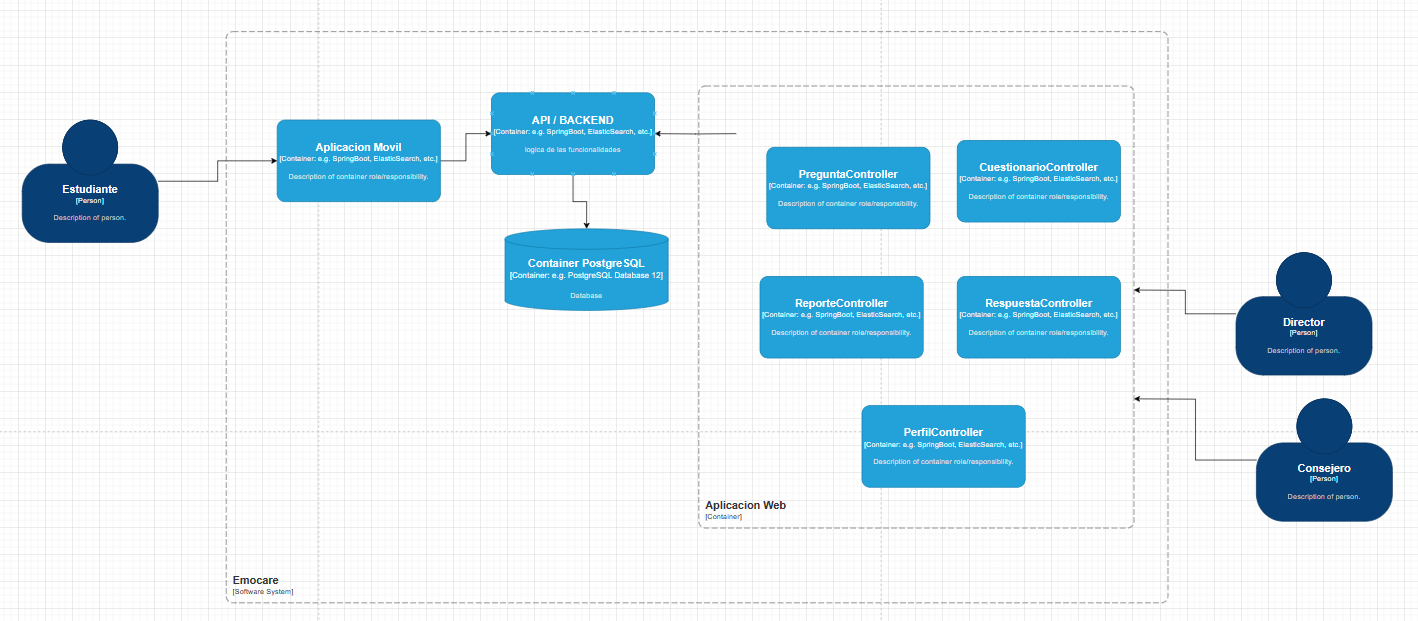 Estudiante
[Person]
Description of person.
Aplicacion Movil
[Container: e.g. SpringBoot, ElasticSearch, etc.]
Description of container role/responsibility.
API / BACKEND
[Container: e.g. SpringBoot, ElasticSearch, etc.]
logica de las funcionalidades
Container PostgreSQL
[Container: e.g. PostgreSQL Database 12]
Database
PreguntaController
[Container: e.g. SpringBoot, ElasticSearch, etc.]
Description of container role/responsibility.
CuestionarioController
[Container: e.g. SpringBoot, ElasticSearch, etc.]
Description of container role/responsibility.
ReporteController
[Container: e.g. SpringBoot, ElasticSearch, etc.]
Description of container role/responsibility.
RespuestaController
[Container: e.g. SpringBoot, ElasticSearch, etc.]
Description of container role/responsibility.
PerfilController
[Container: e.g. SpringBoot, ElasticSearch, etc.]
Description of container role/responsibility.
Aplicacion Web
[Container]
Director
[Person]
Description of person.
Consejero
[Person]
Description of person.
Emocare
[Software System]